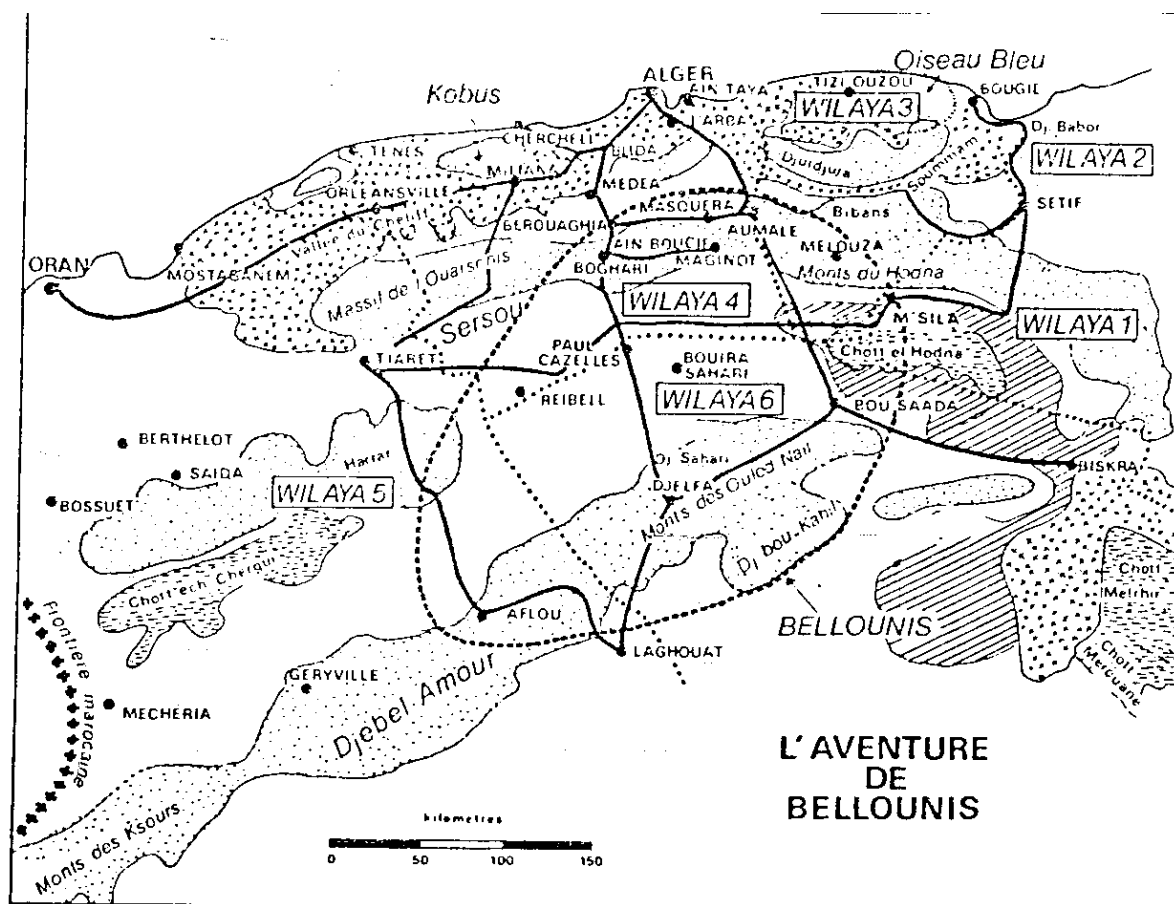 Oiseau Bleu
ALGER
AIN TAYA
TIZI OUZOU
BOUGIE
Kobus
WILAYA 3
L'ARBA
Dj. Babor
CHERCHELL
TENES
BLIDA
Djurdjura
WILAYA 2
MILIANA
Soummam
ORLEANSVILLE
MEDEA
SETIF
MASQUERA
Vallée du Cheliff
Bibans
BEROUAGHIA
AUMALE
AIN BOUCIF
MELOUZA
ORAN
MOSTAGANEM
BOGHARI
MAGINOT
Monts du Hodna
Massif de l'Ouarsenis
WILAYA 4
Sersou
M'SILA
WILAYA 1
TIARET
PAUL
CAZELLES
BOUIRA
SAHARI
Chott el Hodna
REIBELL
WILAYA 6
BOU SAADA
BERTHELOT
SAIDA
Harrar
Dj. Sahari
BISKRA
WILAYA 5
DJELFA
BOSSUET
Monts des Ouled Nail
Dj bou-Kahil
Chott ech Chergui
Chott
Melrhir
AFLOU
BELLOUNIS
Frontière marocaine
LAGHOUAT
Chott
Merouane
GERYVILLE
MECHERIA
Djebel Amour
L'AVENTURE
DE
BELLOUNIS
Monts des Ksours
kilometres
0 50 100 150